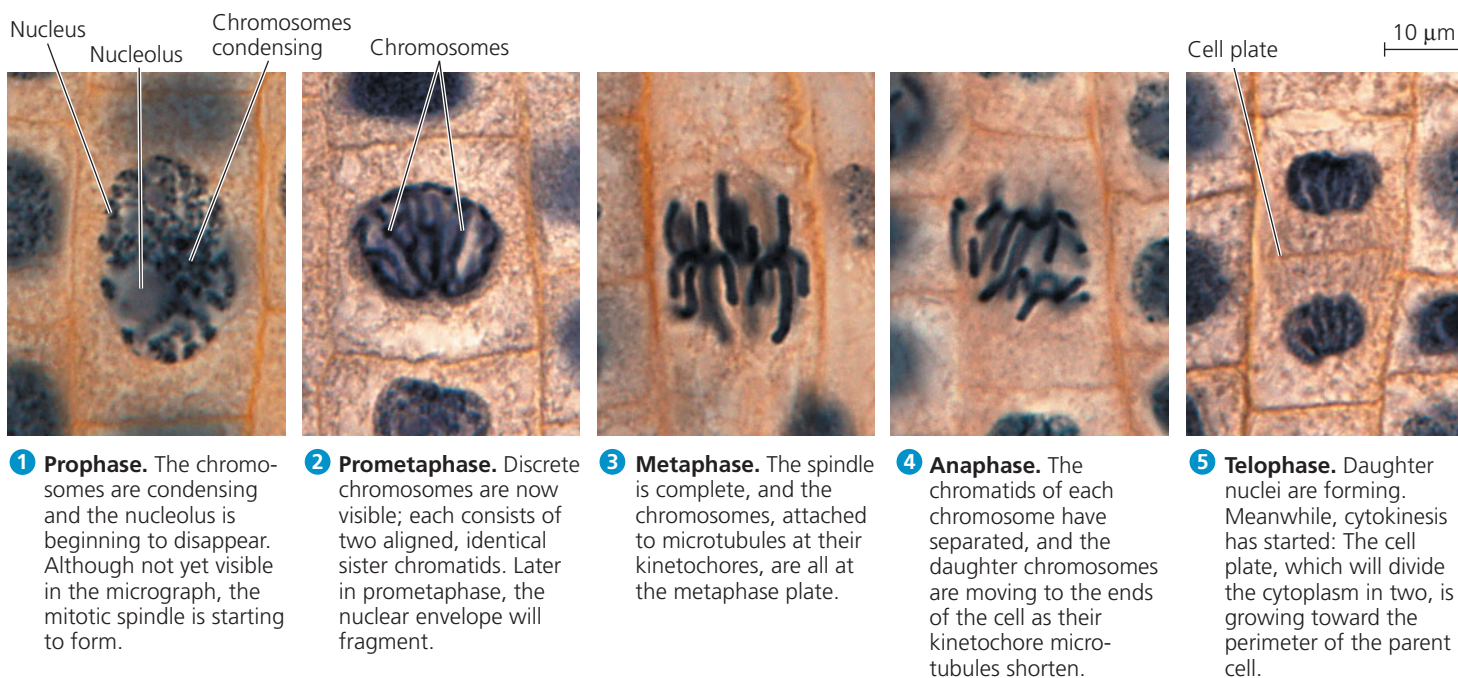 Nucleus
Nucleolus
Chromosomes
condensing
Chromosomes
Cell plate
10 µm
1 Prophase. The chromo-
somes are condensing
and the nucleolus is
beginning to disappear.
Although not yet visible
in the micrograph, the
mitotic spindle is starting
to form.
2 Prometaphase. Discrete
chromosomes are now
visible; each consists of
two aligned, identical
sister chromatids. Later
in prometaphase, the
nuclear envelope will
fragment.
3 Metaphase. The spindle
is complete, and the
chromosomes, attached
to microtubules at their
kinetochores, are all at
the metaphase plate.
4 Anaphase. The
chromatids of each
chromosome have
separated, and the
daughter chromosomes
are moving to the ends
of the cell as their
kinetochore micro-
tubules shorten.
5 Telophase. Daughter
nuclei are forming.
Meanwhile, cytokinesis
has started: The cell
plate, which will divide
the cytoplasm in two, is
growing toward the
perimeter of the parent
cell.